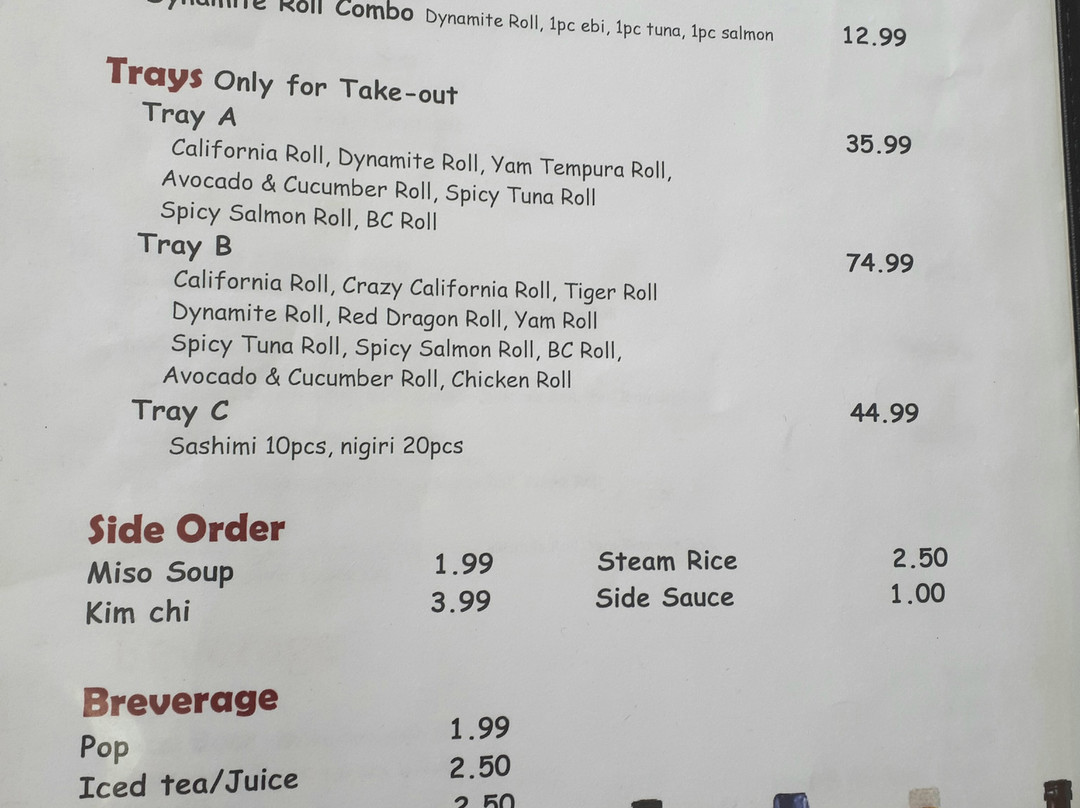 Roll Combo Dynamite Roll, 1pc ebi, 1pc tuna, 1pc salmon 12.99
Trays Only for Take-out
Tray A 35.99
California Roll, Dynamite Roll, Yam Tempura Roll,
Avocado & Cucumber Roll, Spicy Tuna Roll
Spicy Salmon Roll, BC Roll
Tray B 74.99
California Roll, Crazy California Roll, Tiger Roll
Dynamite Roll, Red Dragon Roll, Yam Roll
Spicy Tuna Roll, Spicy Salmon Roll, BC Roll,
Avocado & Cucumber Roll, Chicken Roll
Tray C 44.99
Sashimi 10pcs, nigiri 20pcs
Side Order
Miso Soup 1.99 Steam Rice 2.50
Kim chi 3.99 Side Sauce 1.00
Breverage
Pop 1.99
Iced tea/Juice 2.50
2.50